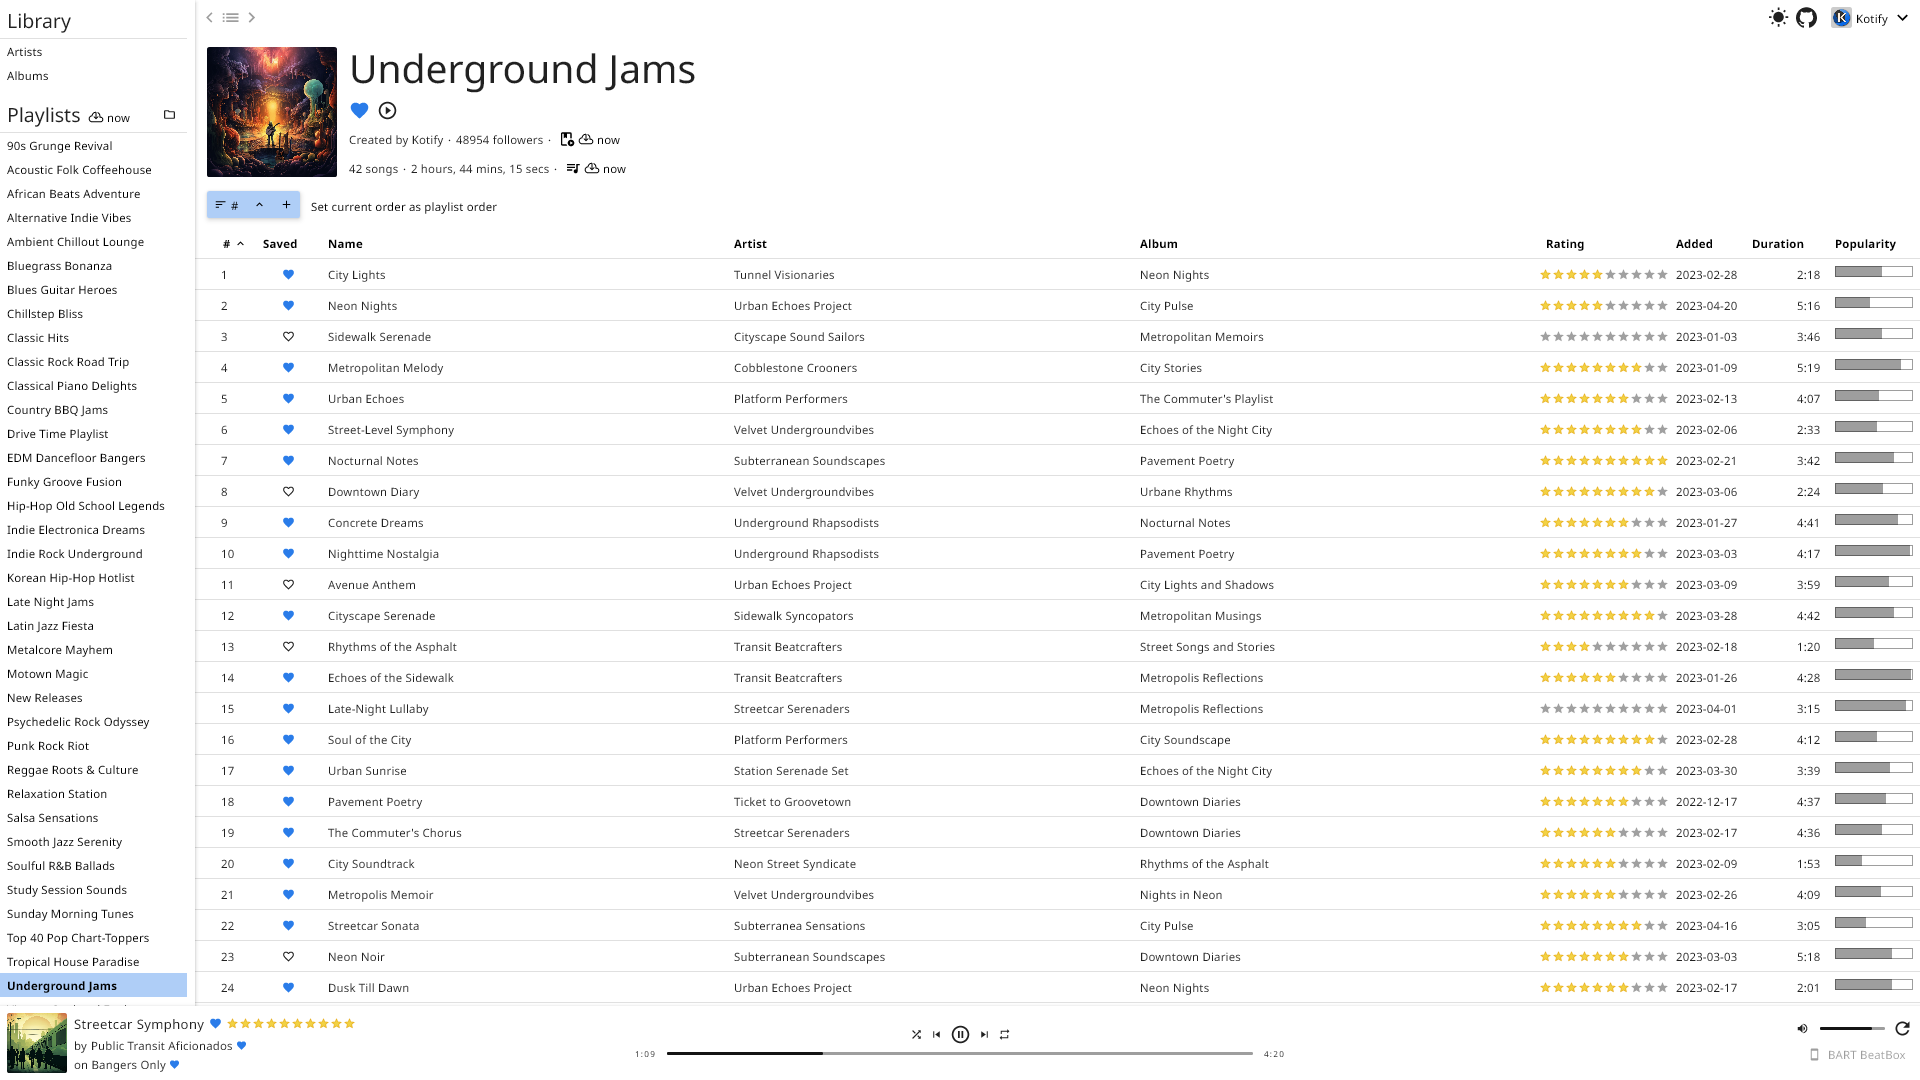 Library
Artists
Albums
Playlists now
90s Grunge Revival
Acoustic Folk Coffeehouse
African Beats Adventure
Alternative Indie Vibes
Ambient Chillout Lounge
Bluegrass Bonanza
Blues Guitar Heroes
Chillstep Bliss
Classic Hits
Classic Rock Road Trip
Classical Piano Delights
Country BBQ Jams
Drive Time Playlist
EDM Dancefloor Bangers
Funky Groove Fusion
Hip-Hop Old School Legends
Indie Electronica Dreams
Indie Rock Underground
Korean Hip-Hop Hotlist
Late Night Jams
Latin Jazz Fiesta
Metalcore Mayhem
Motown Magic
New Releases
Psychedelic Rock Odyssey
Punk Rock Riot
Reggae Roots & Culture
Relaxation Station
Salsa Sensations
Smooth Jazz Serenity
Soulful R&B Ballads
Study Session Sounds
Sunday Morning Tunes
Top 40 Pop Chart-Toppers
Tropical House Paradise
Underground Jams
Kotify
Underground Jams
Created by Kotify · 48954 followers · now
42 songs · 2 hours, 44 mins, 15 secs · now
# + Set current order as playlist order
# Saved Name Artist Album Rating Added Duration Popularity
1 City Lights Tunnel Visionaries Neon Nights 2023-02-28 2:18
2 Neon Nights Urban Echoes Project City Pulse 2023-04-20 5:16
3 Sidewalk Serenade Cityscape Sound Sailors Metropolitan Memoirs 2023-01-03 3:46
4 Metropolitan Melody Cobblestone Crooners City Stories 2023-01-09 5:19
5 Urban Echoes Platform Performers The Commuter's Playlist 2023-02-13 4:07
6 Street-Level Symphony Velvet Undergroundvibes Echoes of the Night City 2023-02-06 2:33
7 Nocturnal Notes Subterranean Soundscapes Pavement Poetry 2023-02-21 3:42
8 Downtown Diary Velvet Undergroundvibes Urbane Rhythms 2023-03-06 2:24
9 Concrete Dreams Underground Rhapsodists Nocturnal Notes 2023-01-27 4:41
10 Nighttime Nostalgia Underground Rhapsodists Pavement Poetry 2023-03-03 4:17
11 Avenue Anthem Urban Echoes Project City Lights and Shadows 2023-03-09 3:59
12 Cityscape Serenade Sidewalk Syncopators Metropolitan Musings 2023-03-28 4:42
13 Rhythms of the Asphalt Transit Beatcrafters Street Songs and Stories 2023-02-18 1:20
14 Echoes of the Sidewalk Transit Beatcrafters Metropolis Reflections 2023-01-26 4:28
15 Late-Night Lullaby Streetcar Serenaders Metropolis Reflections 2023-04-01 3:15
16 Soul of the City Platform Performers City Soundscape 2023-02-28 4:12
17 Urban Sunrise Station Serenade Set Echoes of the Night City 2023-03-30 3:39
18 Pavement Poetry Ticket to Groovetown Downtown Diaries 2022-12-17 4:37
19 The Commuter's Chorus Streetcar Serenaders Downtown Diaries 2023-02-17 4:36
20 City Soundtrack Neon Street Syndicate Rhythms of the Asphalt 2023-02-09 1:53
21 Metropolis Memoir Velvet Undergroundvibes Nights in Neon 2023-02-26 4:09
22 Streetcar Sonata Subterranea Sensations City Pulse 2023-04-16 3:05
23 Neon Noir Subterranean Soundscapes Downtown Diaries 2023-03-03 5:18
24 Dusk Till Dawn Urban Echoes Project Neon Nights 2023-02-17 2:01
Streetcar Symphony
by Public Transit Aficionados
on Bangers Only
1:09 4:20
BART BeatBox